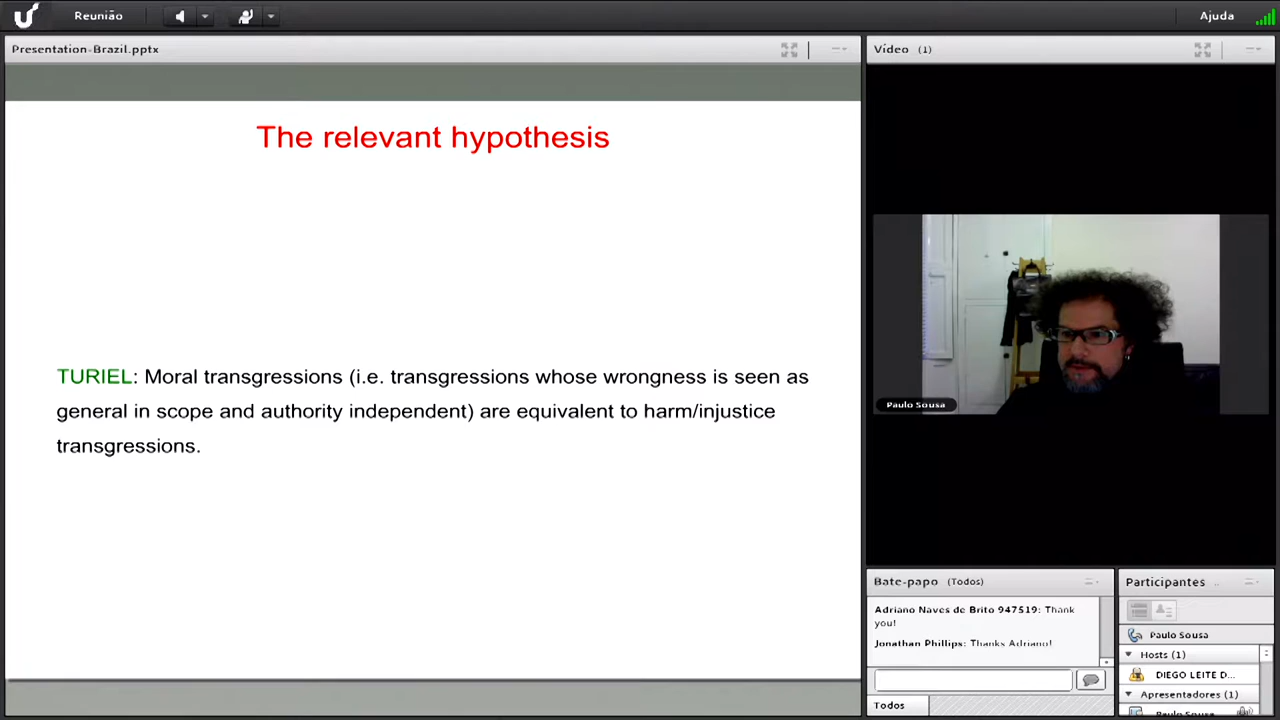 Reunião
Ajuda
Presentation-Brazil.pptx
The relevant hypothesis
TURIEL: Moral transgressions (i.e. transgressions whose wrongness is seen as
general in scope and authority independent) are equivalent to harm/injustice
transgressions.
Vídeo (1)
Paulo Sousa
Bate-papo (Todos)
Adriano Naves de Brito 947519: Thank
you!
Jonathan Phillips: Thanks Adriano!
Todos
Participantes ..
Paulo Sousa
Hosts (1)
DIEGO LEITE D...
Apresentadores (1)
Paulo Sousa